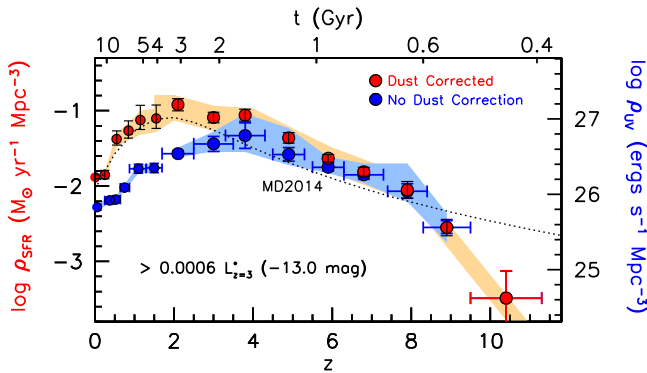 t (Gyr)
10 5 4 3 2 1 0.6 0.4
log ρSFR (M⊙ yr⁻¹ Mpc⁻³)
log ρUV (ergs s⁻¹ Mpc⁻³)
Dust Corrected
No Dust Correction
-1
-2
-3
27
26
25
24
MD2014
> 0.0006 L*z=3 (-13.0 mag)
0 2 4 6 8 10
z